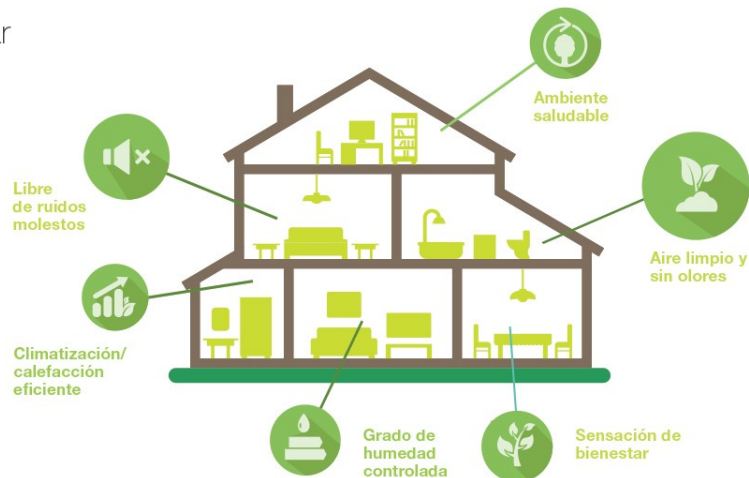 Ambiente
saludable
Libre
de ruidos
molestos
Aire limpio y
sin olores
Climatización/
calefacción
eficiente
Grado de
humedad
controlada
Sensación de
bienestar